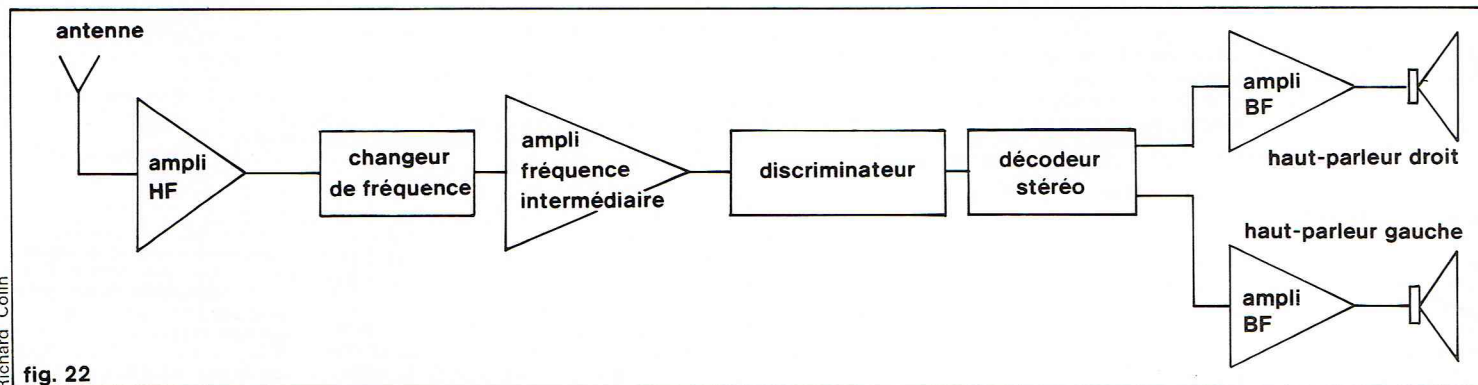 antenne
ampli
HF
changeur
de fréquence
ampli
fréquence
intermédiaire
discriminateur
décodeur
stéréo
ampli
BF
haut-parleur droit
haut-parleur gauche
ampli
BF
Richard Colin
fig. 22